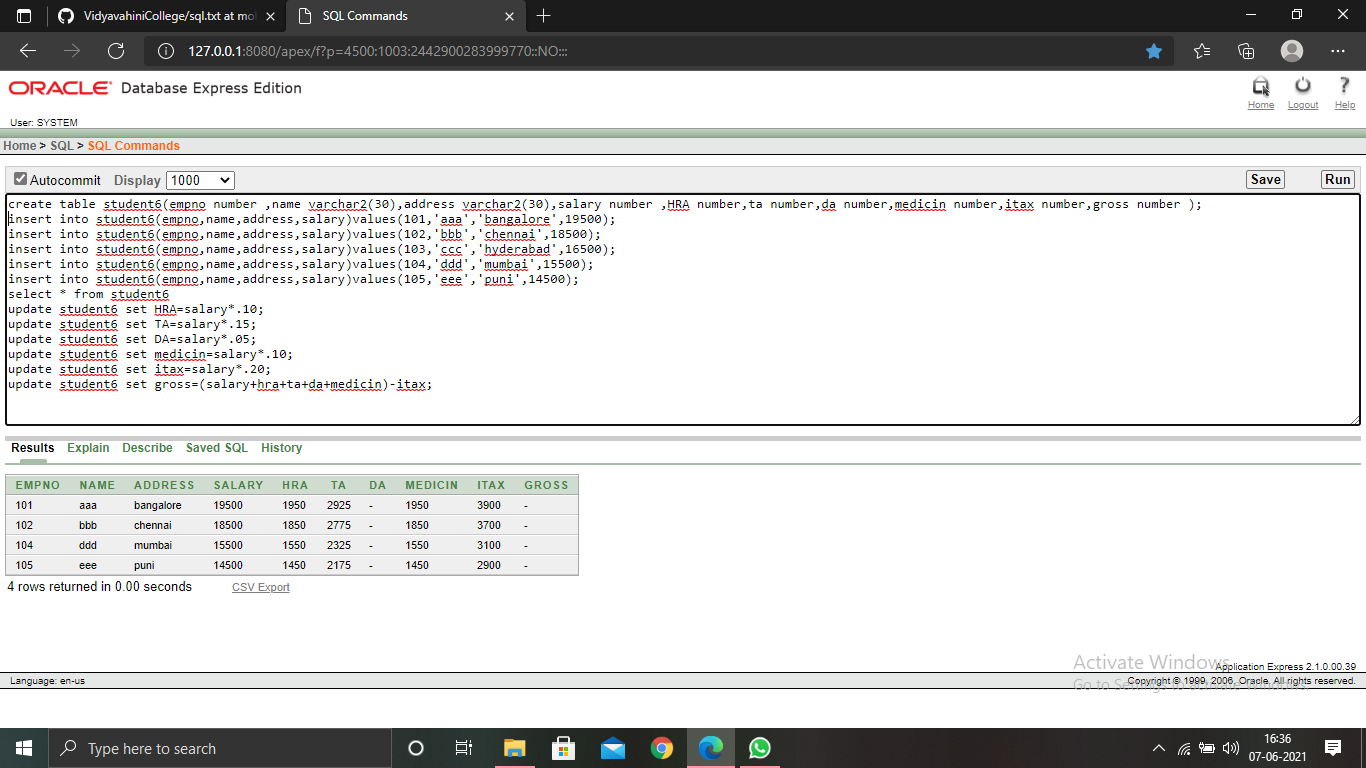 VidyavahiniCollege/sql.txt at mo
SQL Commands
127.0.0.1:8080/apex/f?p=4500:1003:2442900283999770::NO:::
ORACLE Database Express Edition
Home Logout Help
User: SYSTEM
Home > SQL > SQL Commands
Autocommit Display 1000 Save Run
create table student6(empno number ,name varchar2(30),address varchar2(30),salary number ,HRA number,ta number,da number,medicin number,itax number,gross number );
insert into student6(empno,name,address,salary)values(101,'aaa','bangalore',19500);
insert into student6(empno,name,address,salary)values(102,'bbb','chennai',18500);
insert into student6(empno,name,address,salary)values(103,'ccc','hyderabad',16500);
insert into student6(empno,name,address,salary)values(104,'ddd','mumbai',15500);
insert into student6(empno,name,address,salary)values(105,'eee','puni',14500);
select * from student6
update student6 set HRA=salary*.10;
update student6 set TA=salary*.15;
update student6 set DA=salary*.05;
update student6 set medicin=salary*.10;
update student6 set itax=salary*.20;
update student6 set gross=(salary+hra+ta+da+medicin)-itax;
Results Explain Describe Saved SQL History
EMPNO NAME ADDRESS SALARY HRA TA DA MEDICIN ITAX GROSS
101 aaa bangalore 19500 1950 2925 - 1950 3900 -
102 bbb chennai 18500 1850 2775 - 1850 3700 -
104 ddd mumbai 15500 1550 2325 - 1550 3100 -
105 eee puni 14500 1450 2175 - 1450 2900 -
4 rows returned in 0.00 seconds CSV Export
Activate Windows
Application Express 2.1.0.00.39
Go to Settings to activate Windows.
Language: en-us Copyright © 1999, 2006, Oracle. All rights reserved.
Type here to search
16:36
07-06-2021